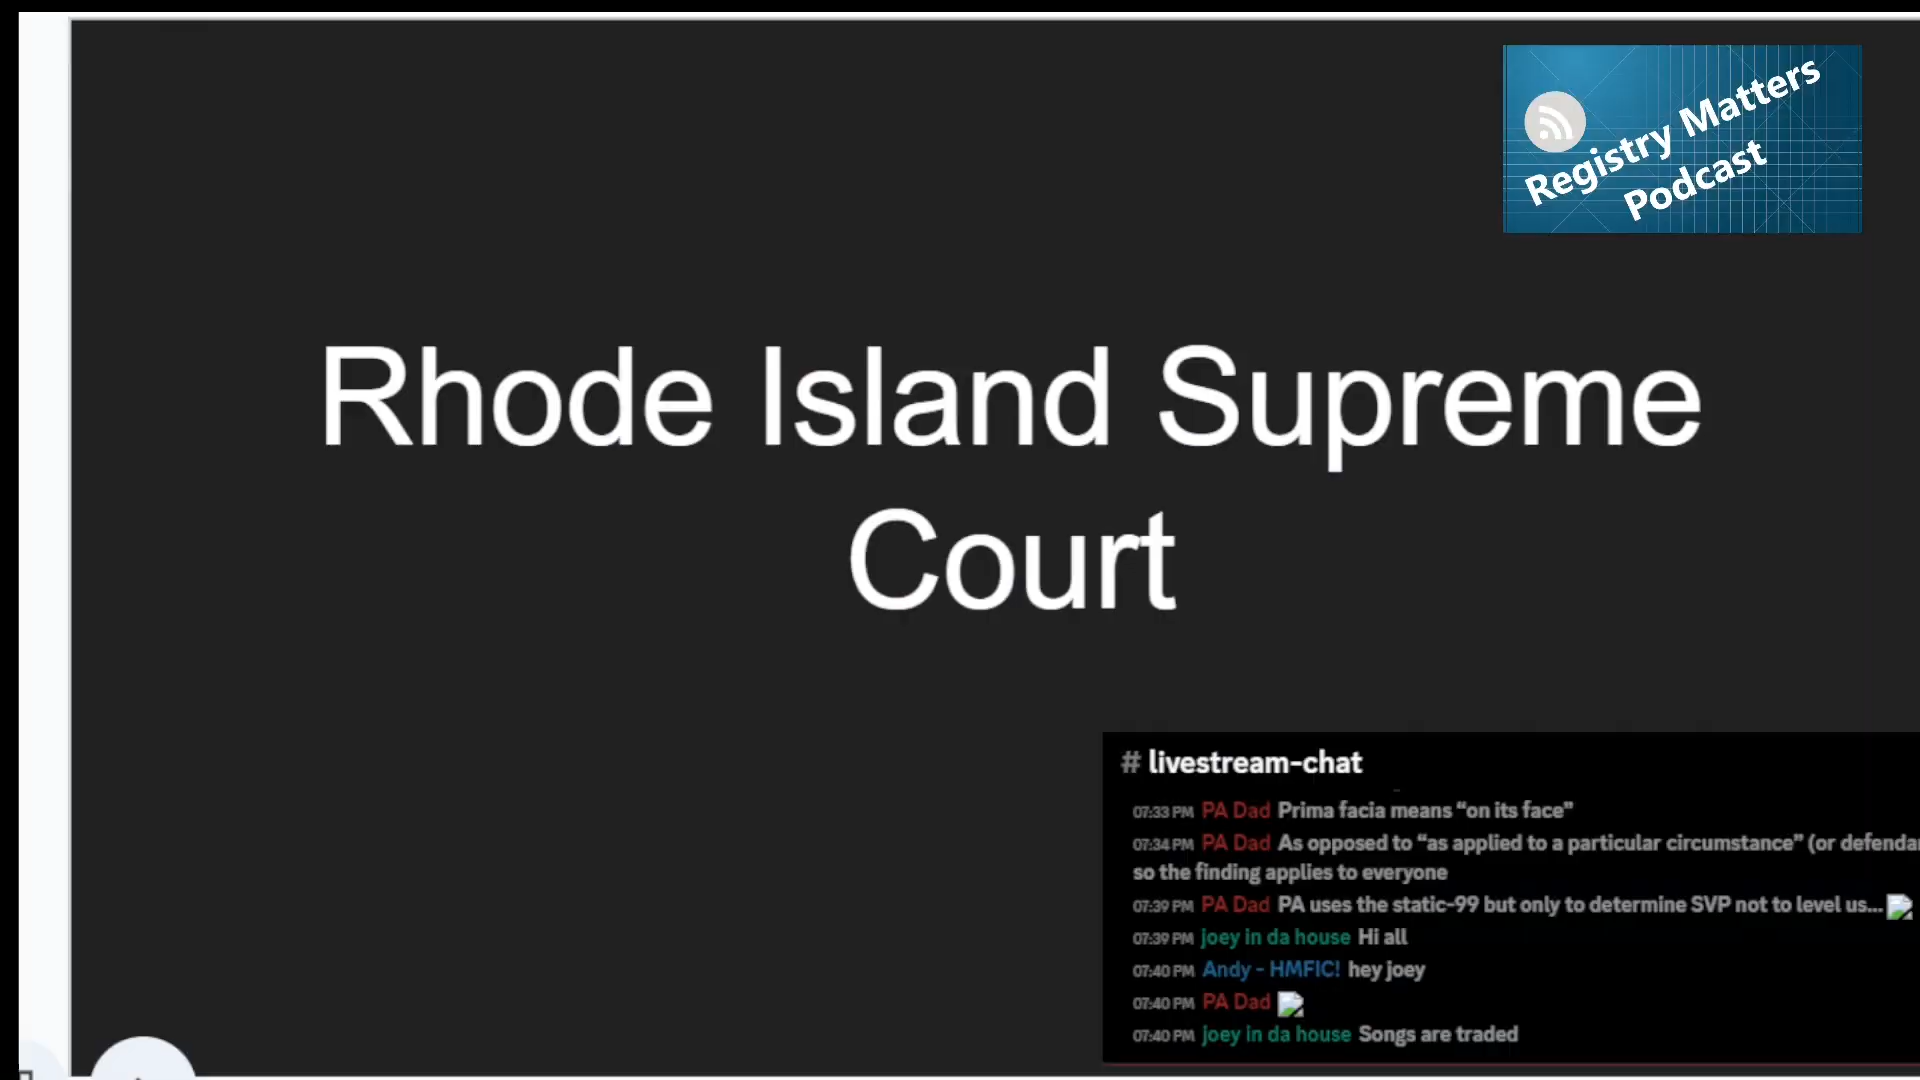 Registry Matters
Podcast
Rhode Island Supreme
Court
# livestream-chat
07:33 PM PA Dad Prima facia means “on its face”
07:34 PM PA Dad As opposed to “as applied to a particular circumstance” (or defendan
so the finding applies to everyone
07:39 PM PA Dad PA uses the static-99 but only to determine SVP not to level us...
07:39 PM joey in da house Hi all
07:40 PM Andy - HMFIC! hey joey
07:40 PM PA Dad
07:40 PM joey in da house Songs are traded